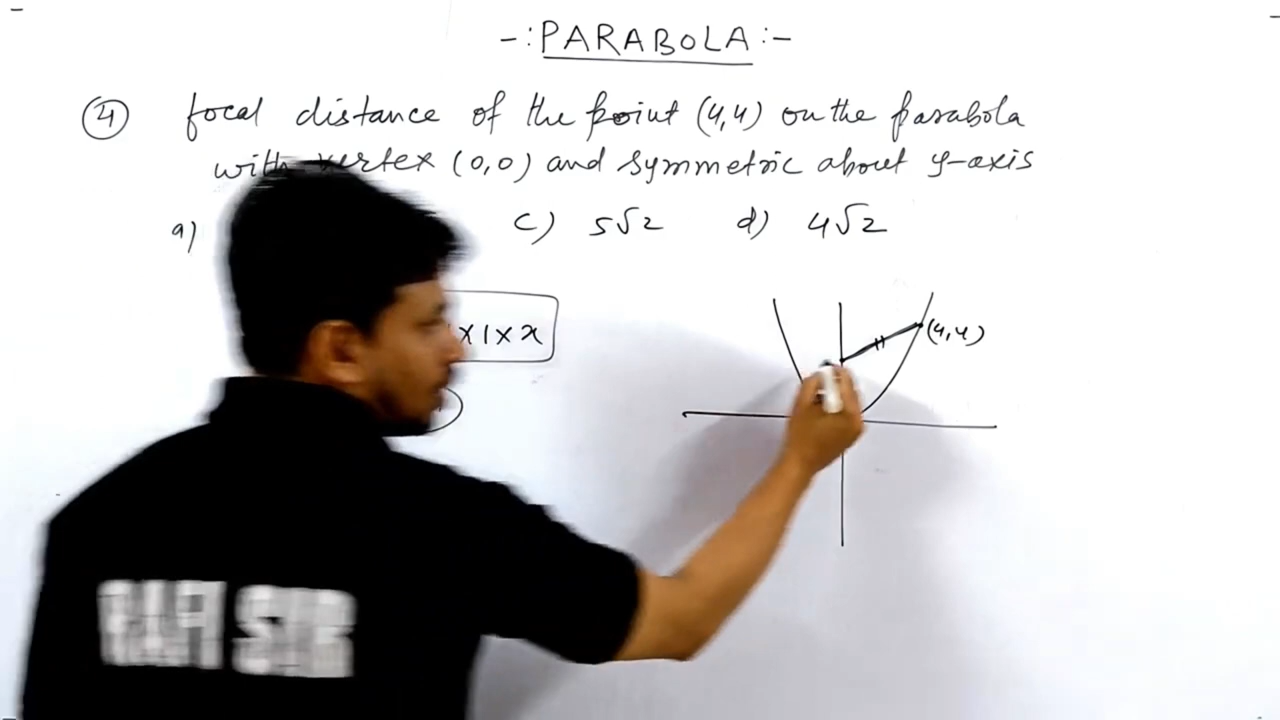 -: PARABOLA :-
④ focal distance of the point (4,4) on the parabola
with vertex (0,0) and symmetric about y-axis
a) c) 5√2 d) 4√2
x 1 x x
(4,4)